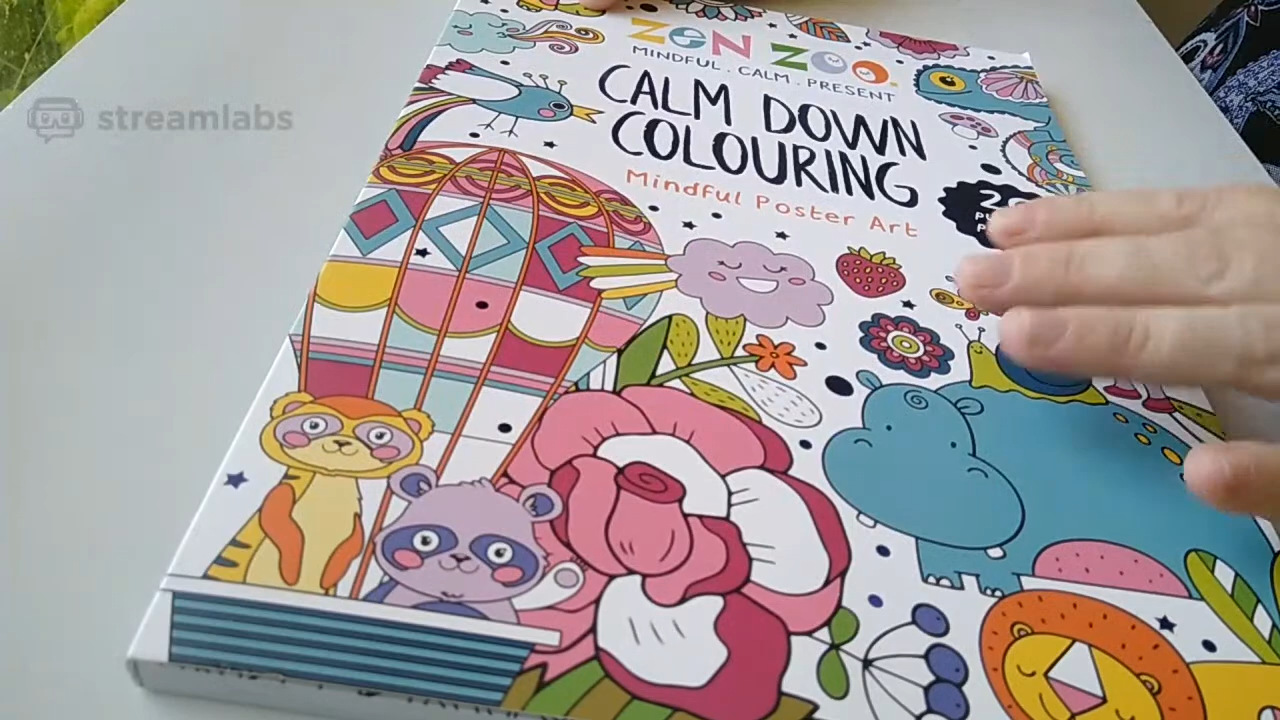 streamlabs
ZEN ZOO.
MINDFUL . CALM . PRESENT
CALM DOWN
COLOURING
Mindful Poster Art